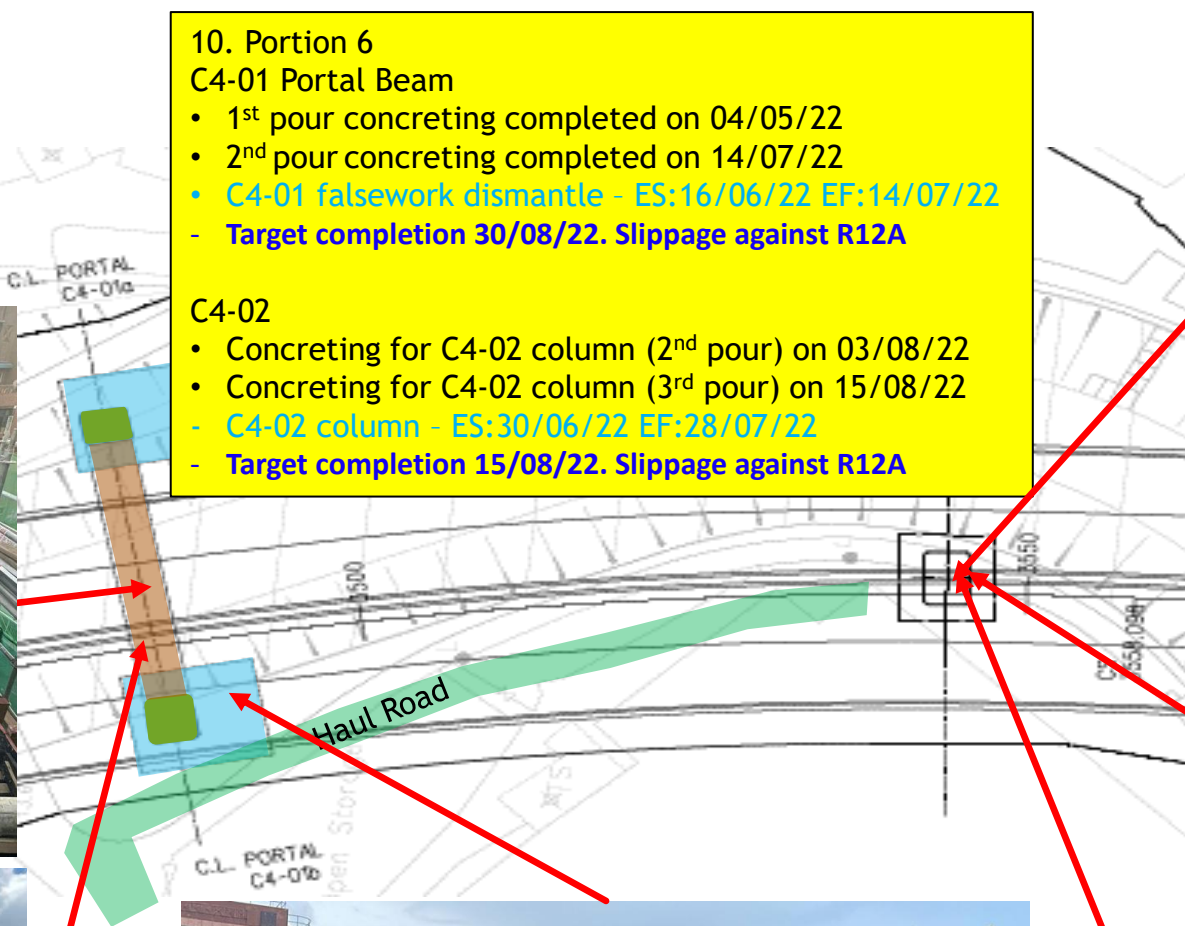 10. Portion 6
C4-01 Portal Beam
• 1st pour concreting completed on 04/05/22
• 2nd pour concreting completed on 14/07/22
• C4-01 falsework dismantle – ES:16/06/22 EF:14/07/22
- Target completion 30/08/22. Slippage against R12A
C4-02
• Concreting for C4-02 column (2nd pour) on 03/08/22
• Concreting for C4-02 column (3rd pour) on 15/08/22
- C4-02 column – ES:30/06/22 EF:28/07/22
- Target completion 15/08/22. Slippage against R12A
C.L. PORTAL
C4-01a
3500
3550
3558.098
Haul Road
C.L. PORTAL
C4-01b